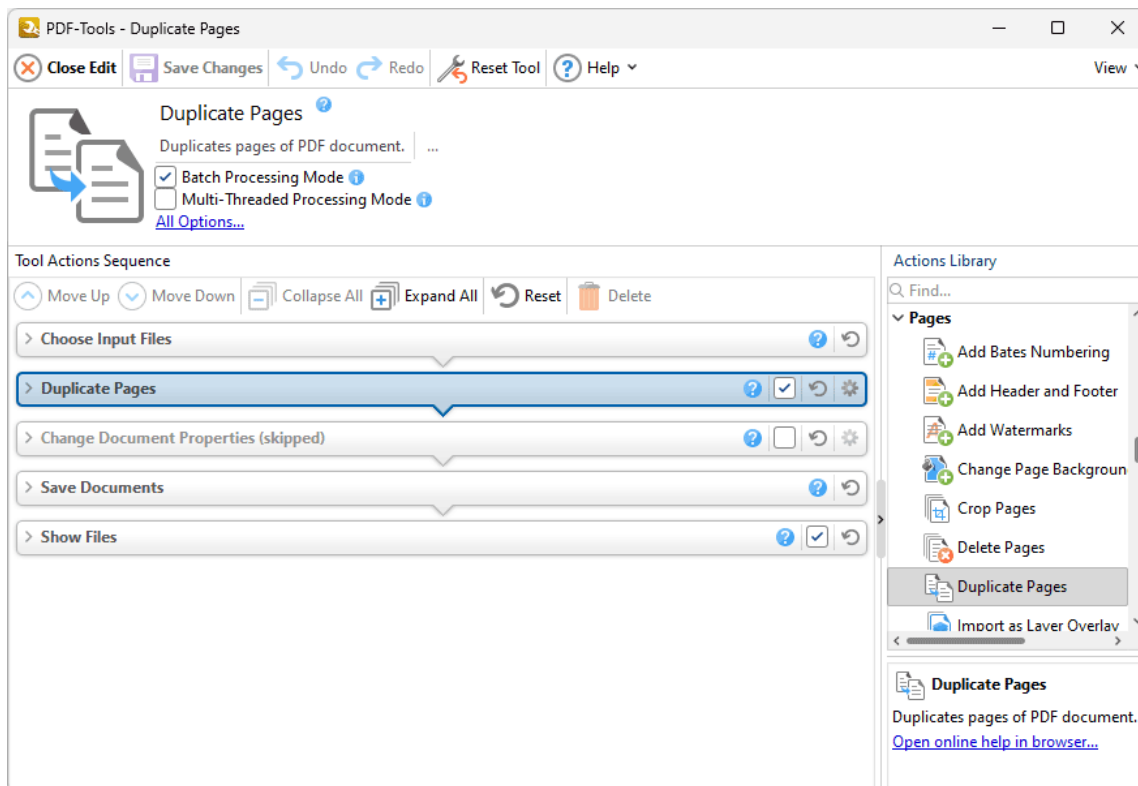 PDF-Tools - Duplicate Pages
Close Edit Save Changes Undo Redo Reset Tool ? Help View
Duplicate Pages ?
Duplicates pages of PDF document. ...
Batch Processing Mode i
Multi-Threaded Processing Mode i
All Options...
Tool Actions Sequence
Move Up Move Down Collapse All Expand All Reset Delete
Choose Input Files ?
Duplicate Pages ?
Change Document Properties (skipped) ?
Save Documents ?
Show Files ?
Actions Library
Find...
Pages
# Add Bates Numbering
Add Header and Footer
Add Watermarks
Change Page Backgroun
Crop Pages
Delete Pages
Duplicate Pages
Import as Layer Overlay
Duplicate Pages
Duplicates pages of PDF document.
Open online help in browser...